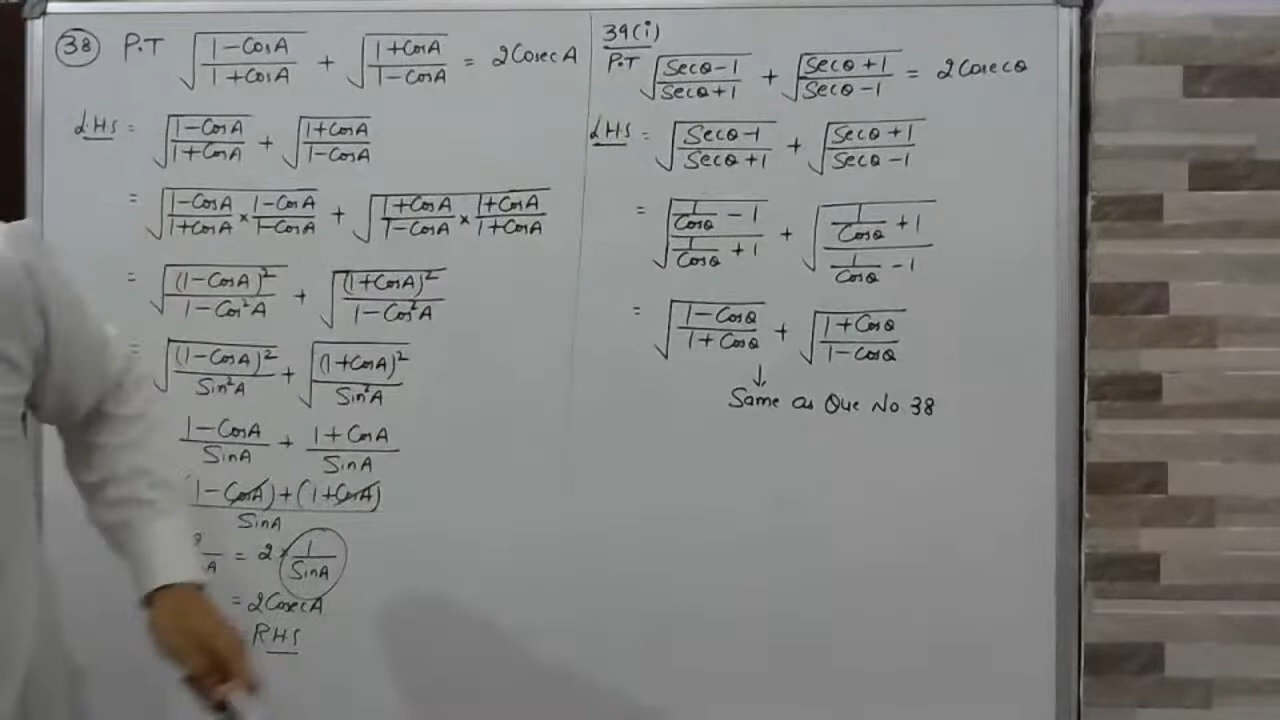 38 P.T √((1-CosA)/(1+CosA)) + √((1+CosA)/(1-CosA)) = 2CosecA
LHS = √((1-CosA)/(1+CosA)) + √((1+CosA)/(1-CosA))
= √((1-CosA)/(1+CosA) × (1-CosA)/(1-CosA)) + √((1+CosA)/(1-CosA) × (1+CosA)/(1+CosA))
= √((1-CosA)²/(1-Cos²A)) + √((1+CosA)²/(1-Cos²A))
= √((1-CosA)²/Sin²A) + √((1+CosA)²/Sin²A)
(1-CosA)/SinA + (1+CosA)/SinA
((1-CosA)+(1+CosA))/SinA
= 2 × 1/SinA
= 2CosecA
RHS
39(i)
P.T √((Secθ-1)/(Secθ+1)) + √((Secθ+1)/(Secθ-1)) = 2Cosecθ
LHS = √((Secθ-1)/(Secθ+1)) + √((Secθ+1)/(Secθ-1))
= √((1/Cosθ - 1)/(1/Cosθ + 1)) + √((1/Cosθ + 1)/(1/Cosθ - 1))
= √((1-Cosθ)/(1+Cosθ)) + √((1+Cosθ)/(1-Cosθ))
↓
Same as Que No 38